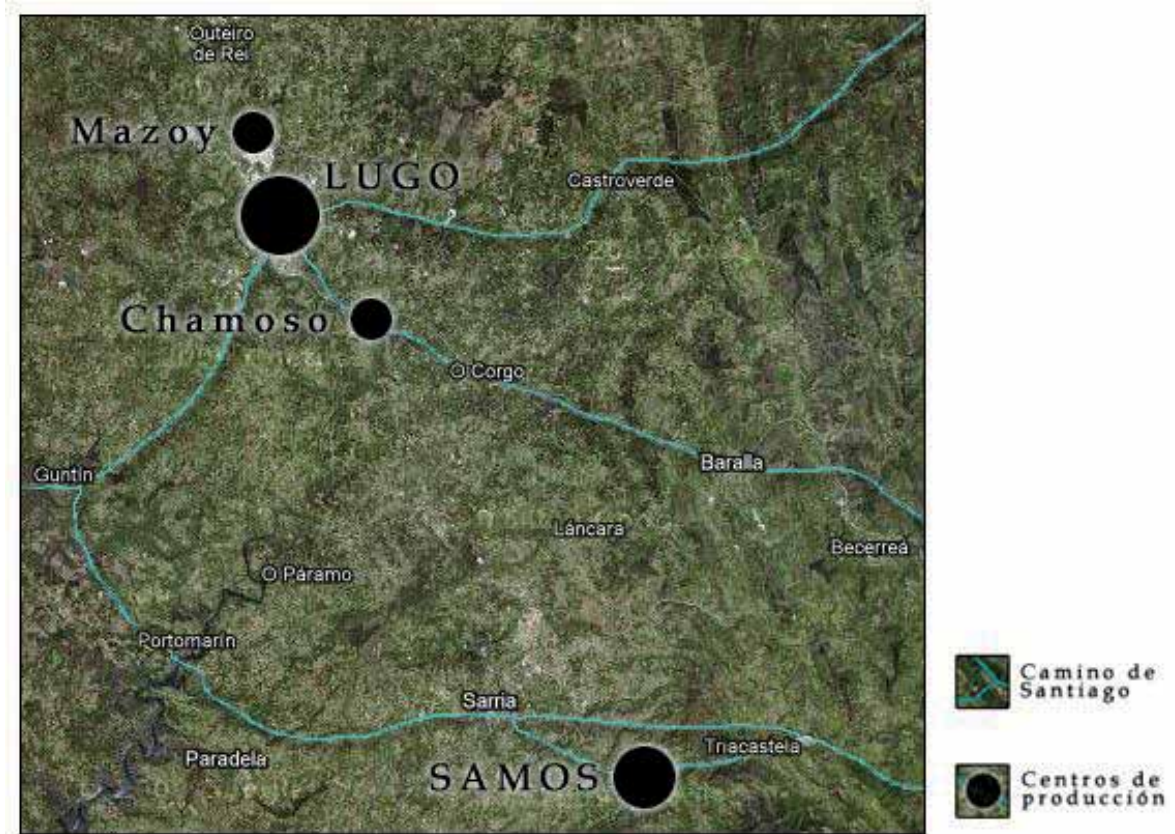 Outeiro
de Rei
Mazoy
LUGO
Castroverde
Chamoso
O Corgo
Guntín
Baralla
Láncara
Becerreá
O Páramo
Portomarín
Sarria
Paradela
SAMOS
Triacastela
Camino de
Santiago
Centros de
producción